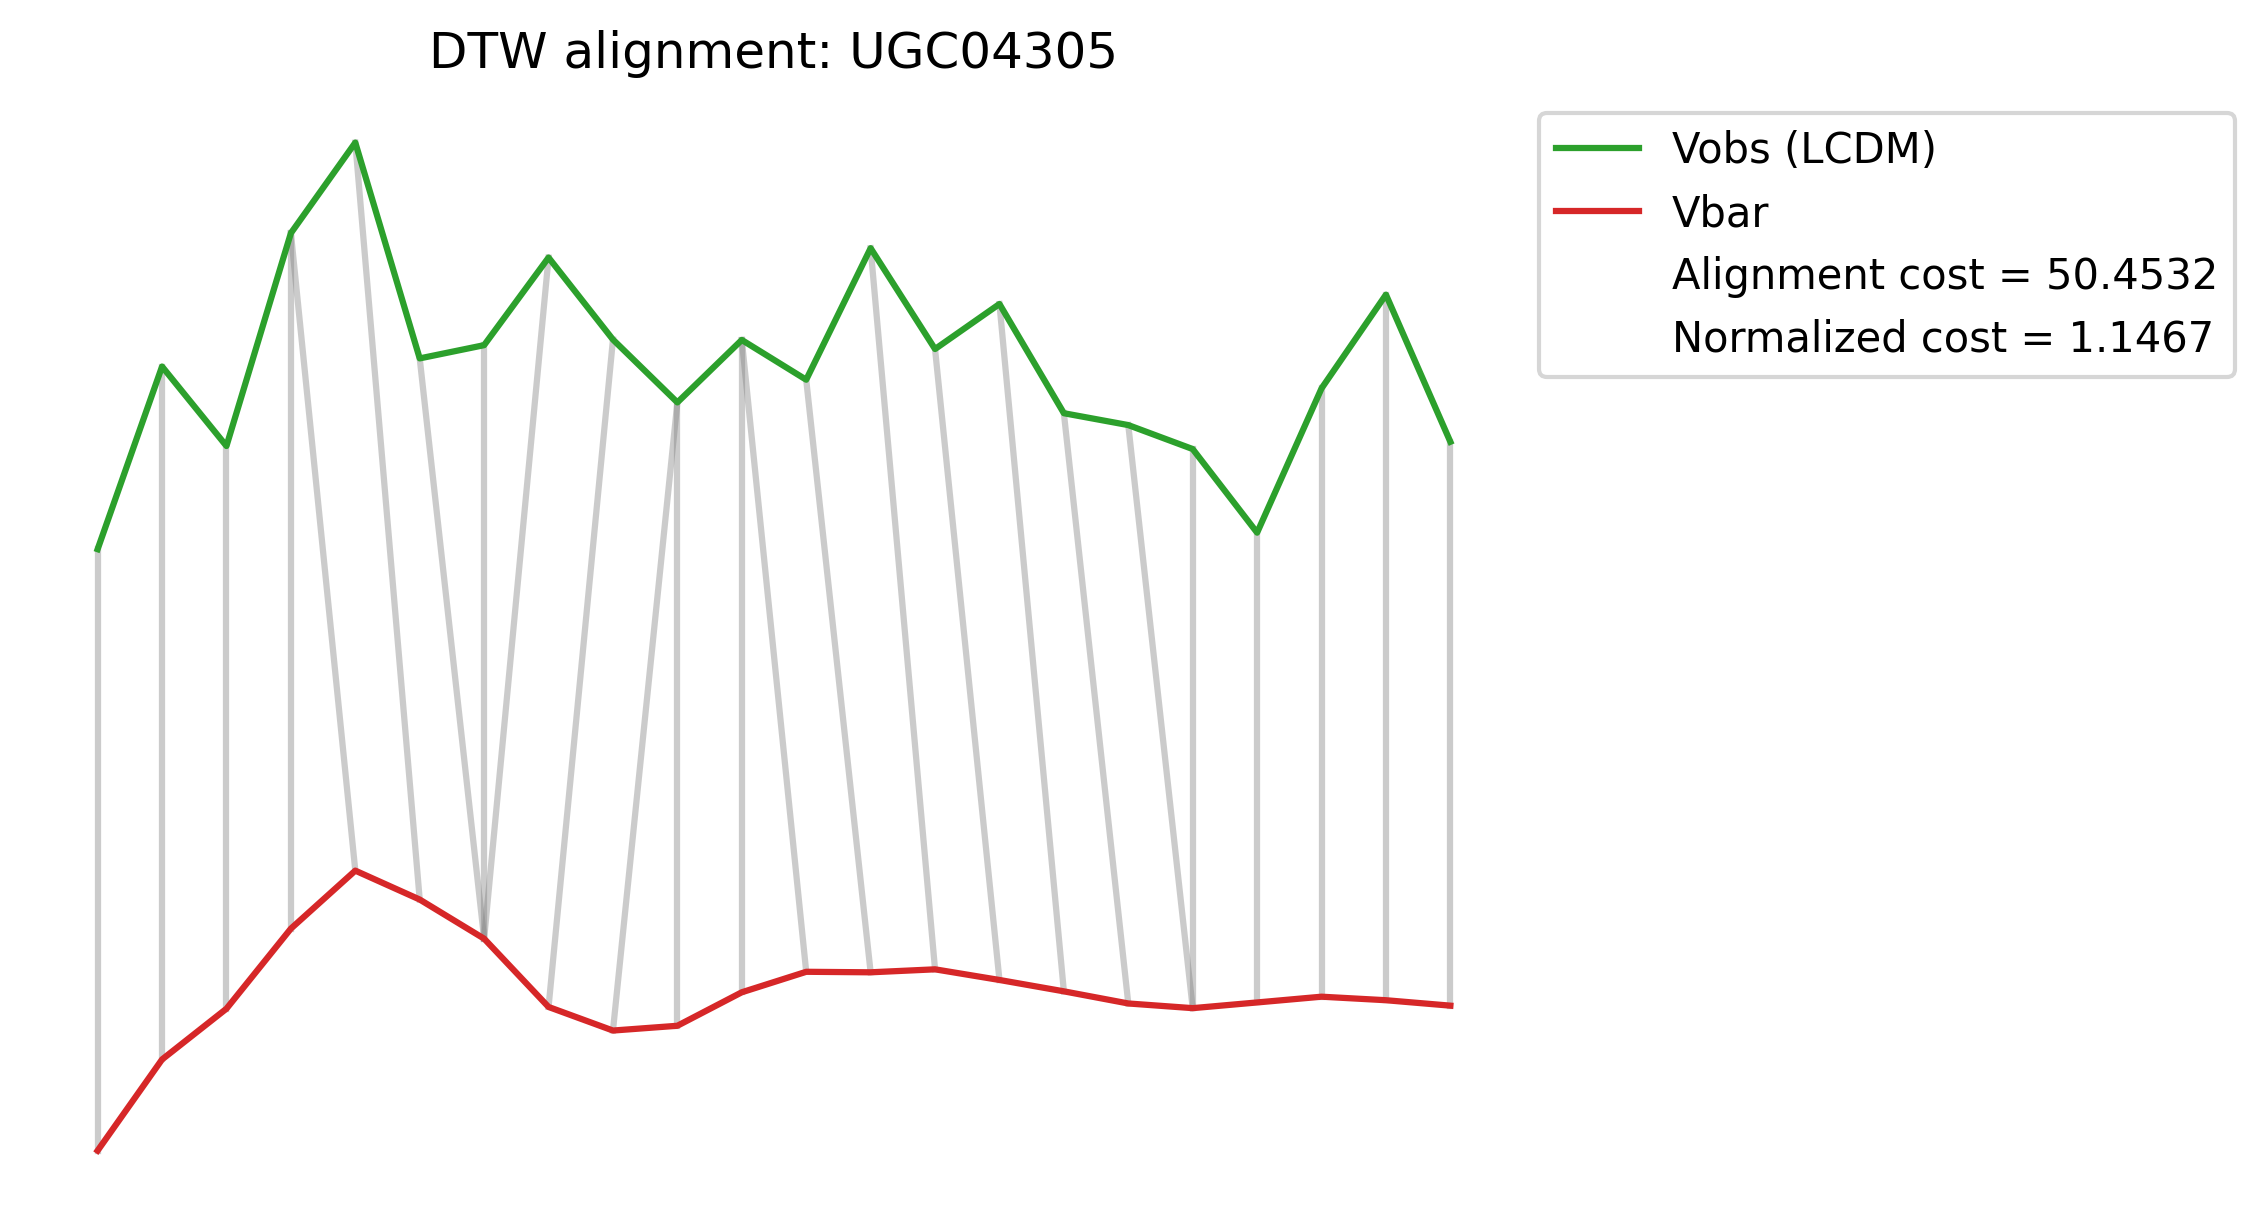 DTW alignment: UGC04305
Vobs (LCDM)
Vbar
Alignment cost = 50.4532
Normalized cost = 1.1467